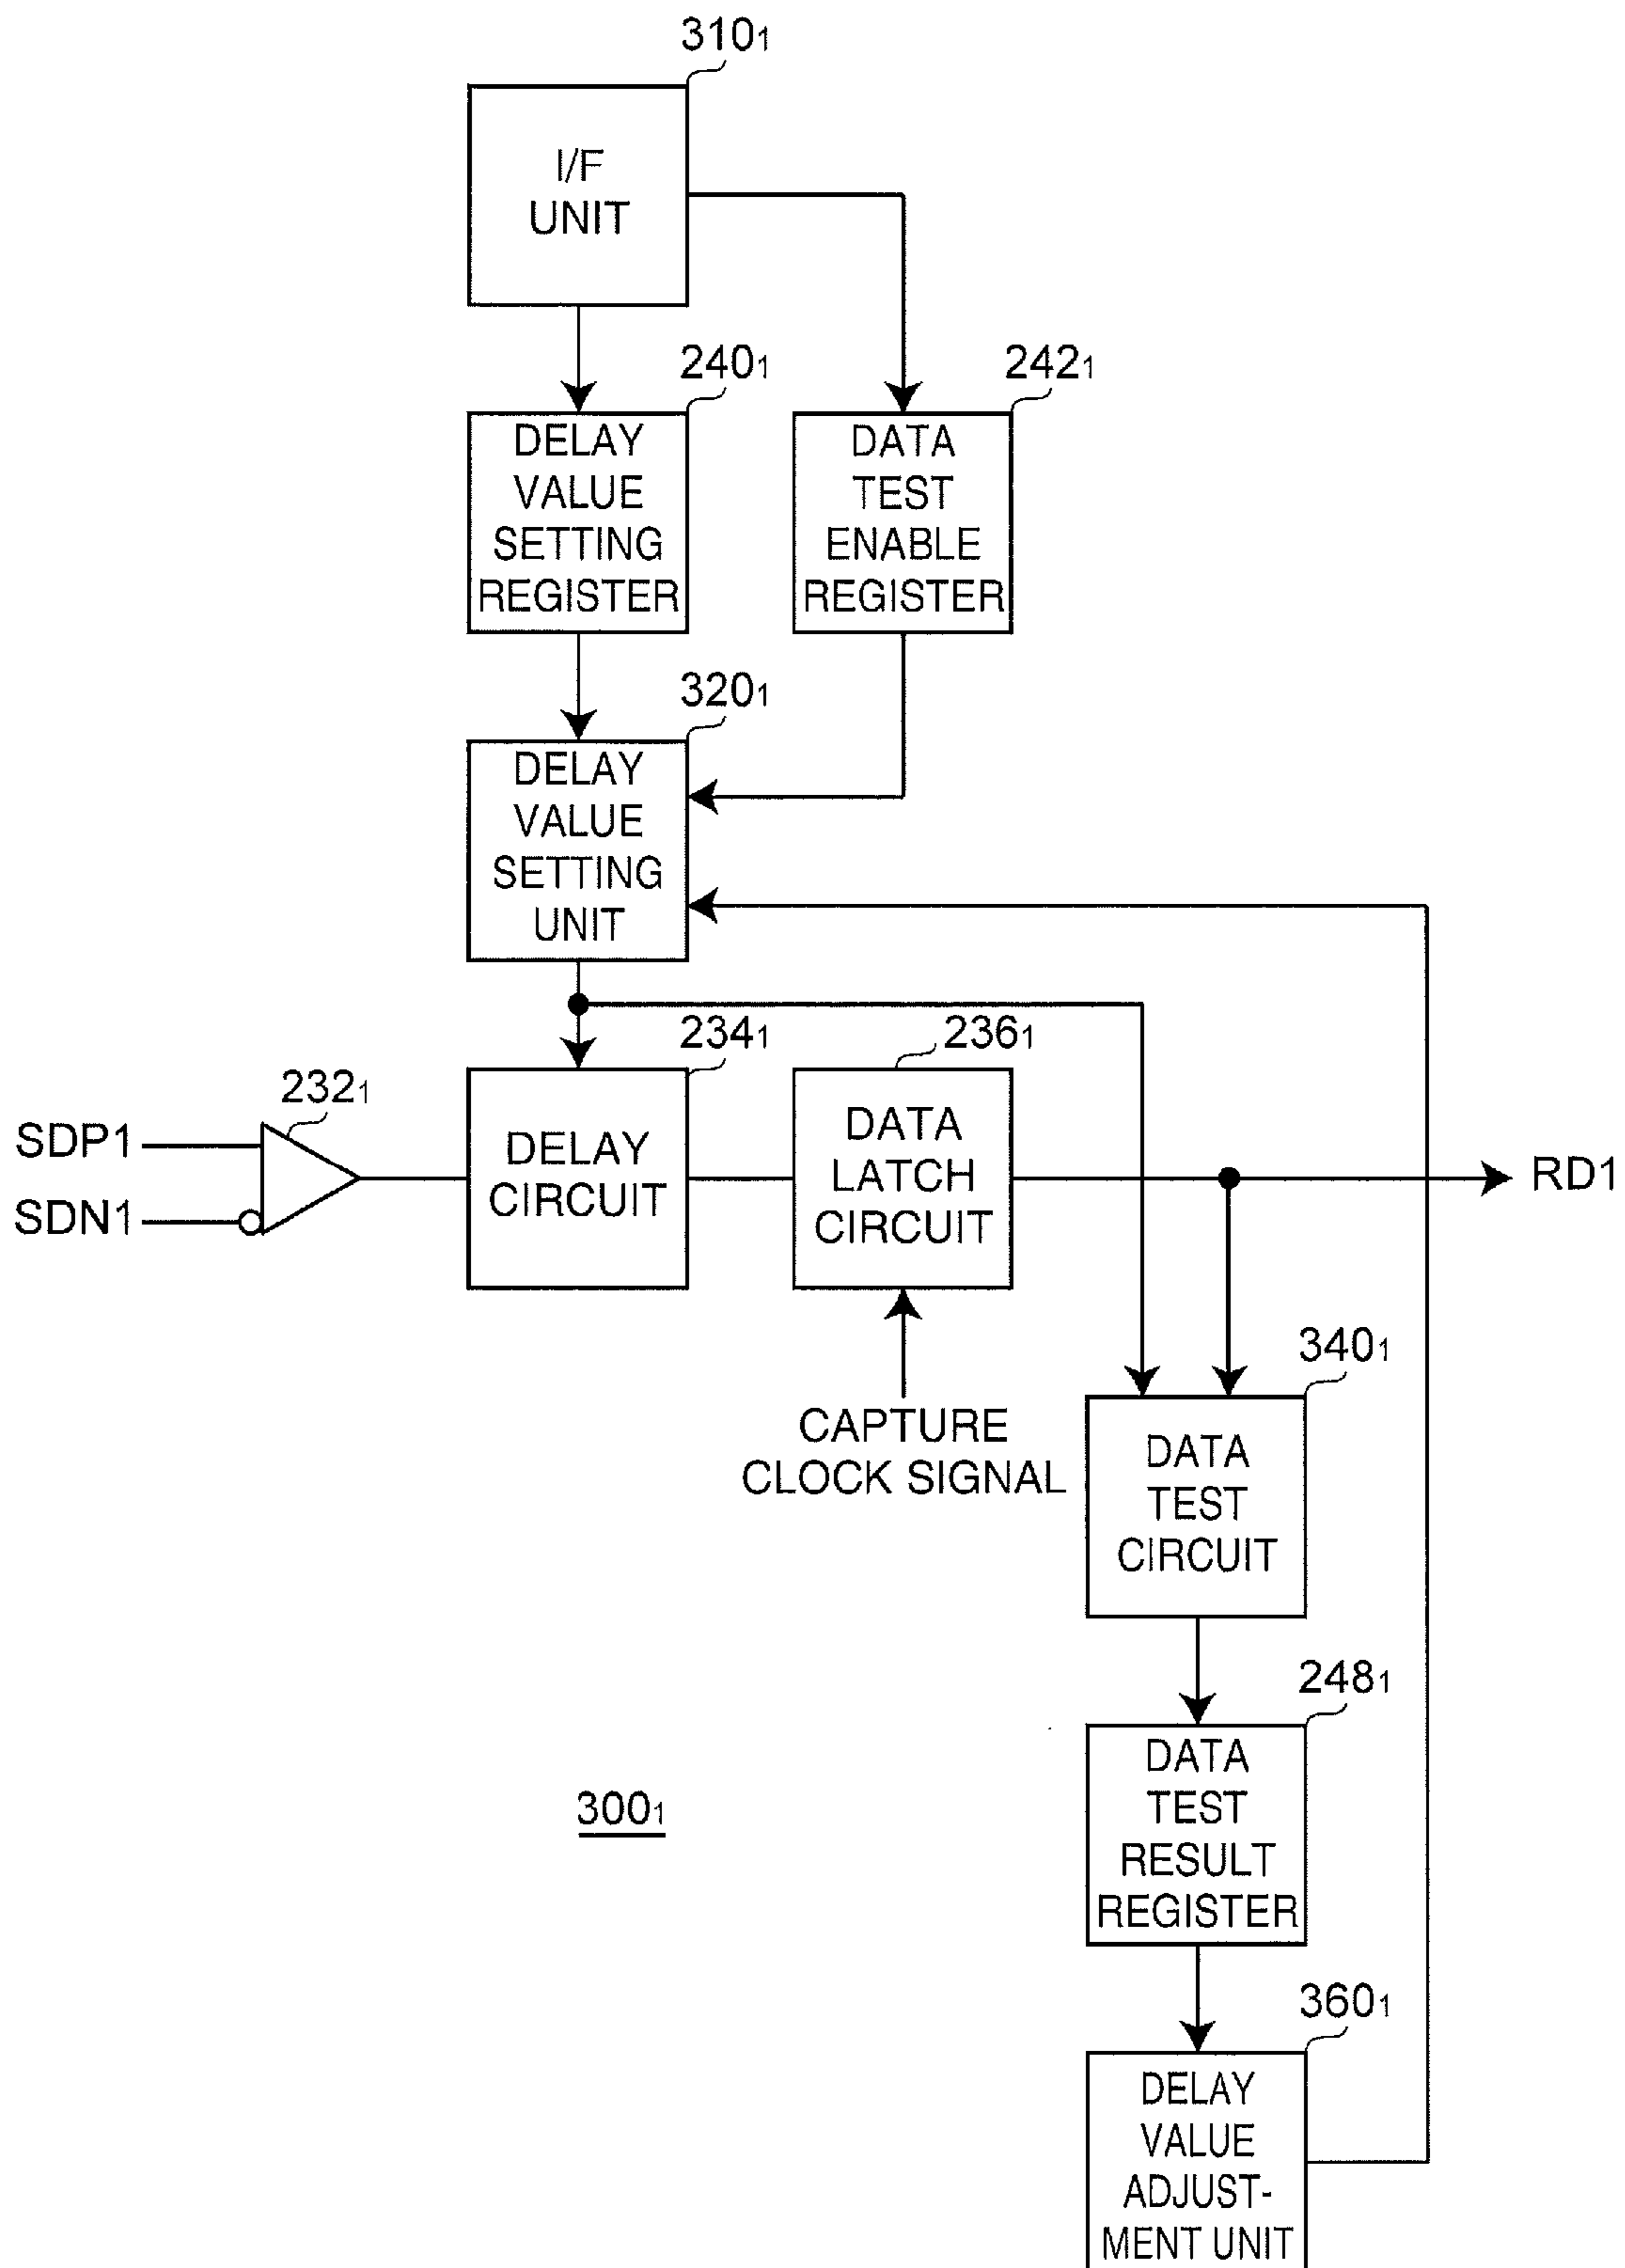 310₁
I/F
UNIT
240₁
242₁
DELAY
VALUE
SETTING
REGISTER
DATA
TEST
ENABLE
REGISTER
320₁
DELAY
VALUE
SETTING
UNIT
234₁
236₁
232₁
SDP1
SDN1
DELAY
CIRCUIT
DATA
LATCH
CIRCUIT
RD1
CAPTURE
CLOCK SIGNAL
340₁
DATA
TEST
CIRCUIT
248₁
DATA
TEST
RESULT
REGISTER
300₁
360₁
DELAY
VALUE
ADJUST-
MENT UNIT